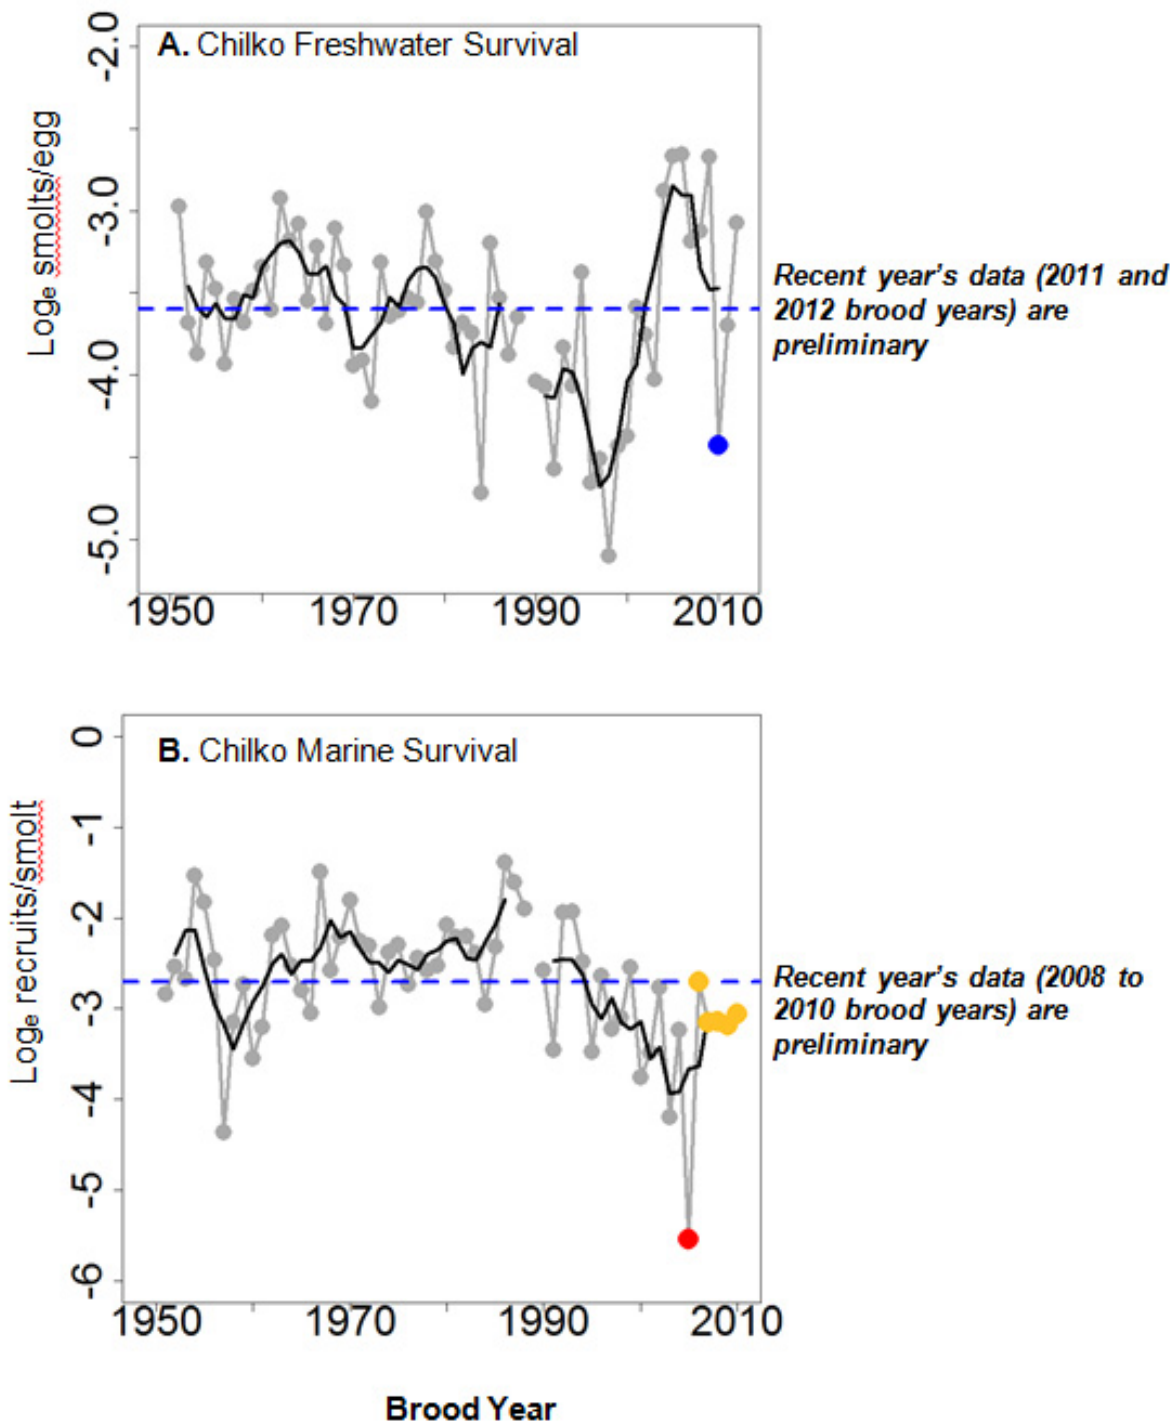 A. Chilko Freshwater Survival
Logₑ smolts/egg
-2.0
-3.0
-4.0
-5.0
1950 1970 1990 2010
Recent year's data (2011 and
2012 brood years) are
preliminary
B. Chilko Marine Survival
Logₑ recruits/smolt
0
-1
-2
-3
-4
-5
-6
1950 1970 1990 2010
Recent year's data (2008 to
2010 brood years) are
preliminary
Brood Year